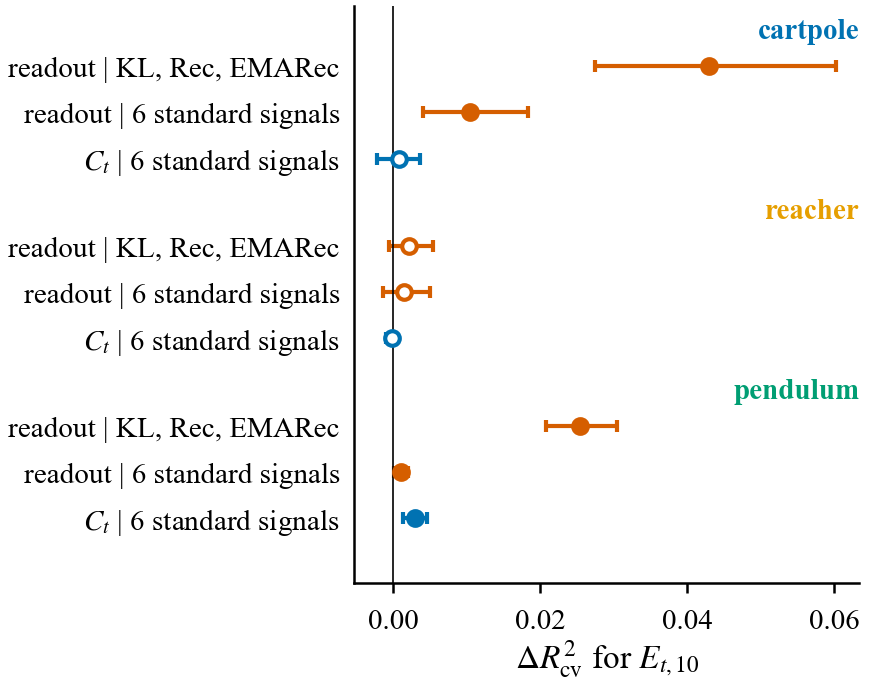 cartpole
readout | KL, Rec, EMARec
readout | 6 standard signals
C_t | 6 standard signals
reacher
readout | KL, Rec, EMARec
readout | 6 standard signals
C_t | 6 standard signals
pendulum
readout | KL, Rec, EMARec
readout | 6 standard signals
C_t | 6 standard signals
0.00 0.02 0.04 0.06
ΔR²_cv for E_t,10